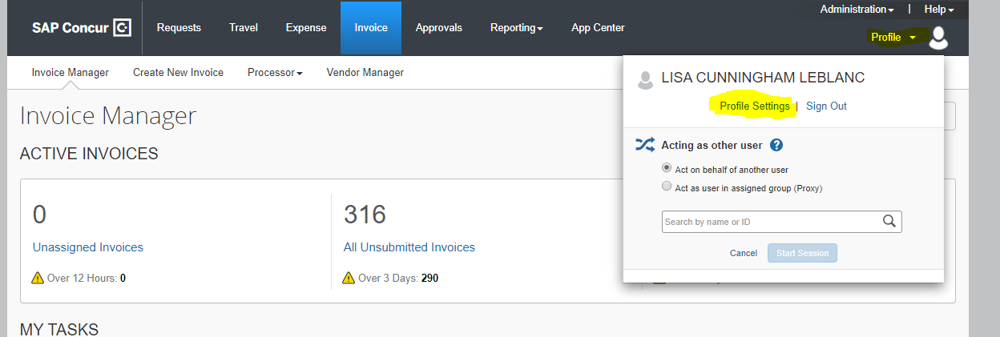 Administration | Help
SAP Concur C Requests Travel Expense Invoice Approvals Reporting App Center
Profile
Invoice Manager Create New Invoice Processor Vendor Manager
LISA CUNNINGHAM LEBLANC
Profile Settings | Sign Out
Invoice Manager
ACTIVE INVOICES
Acting as other user ?
Act on behalf of another user
Act as user in assigned group (Proxy)
Search by name or ID
Cancel Start Session
0
Unassigned Invoices
Over 12 Hours: 0
316
All Unsubmitted Invoices
Over 3 Days: 290
MY TASKS